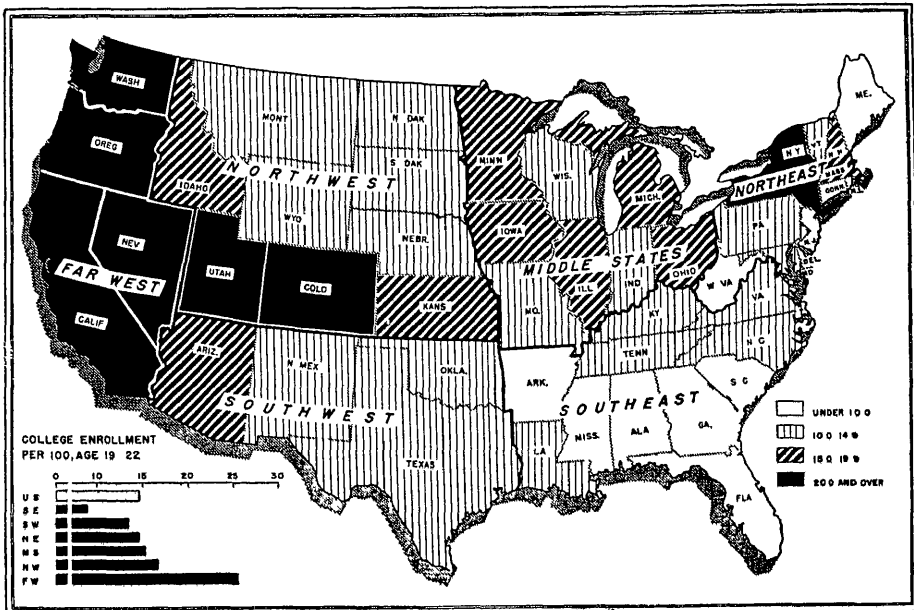 WASH
OREG
CALIF
NEV
FAR WEST
IDAHO
UTAH
COLO
ARIZ.
MONT
N DAK
S DAK
NORTHWEST
WYO
NEBR.
KANS.
N MEX
OKLA.
SOUTHWEST
TEXAS
MINN
WIS.
MICH.
IOWA
MIDDLE STATES
ILL
IND
OHIO
MO.
KY
TENN
W VA
VA
N C
S C
ARK.
SOUTHEAST
MISS.
ALA
GA.
LA
FLA
ME.
N Y
VT
N.H.
MASS
CONN.
R.I.
NORTHEAST
PA
N.J.
DEL.
MD
UNDER 10 0
10 0 14 9
15 0 19 9
20 0 AND OVER
COLLEGE ENROLLMENT
PER 100, AGE 19 22
0 5 10 15 20 25 30
U S
S E
S W
N E
M S
N W
F W